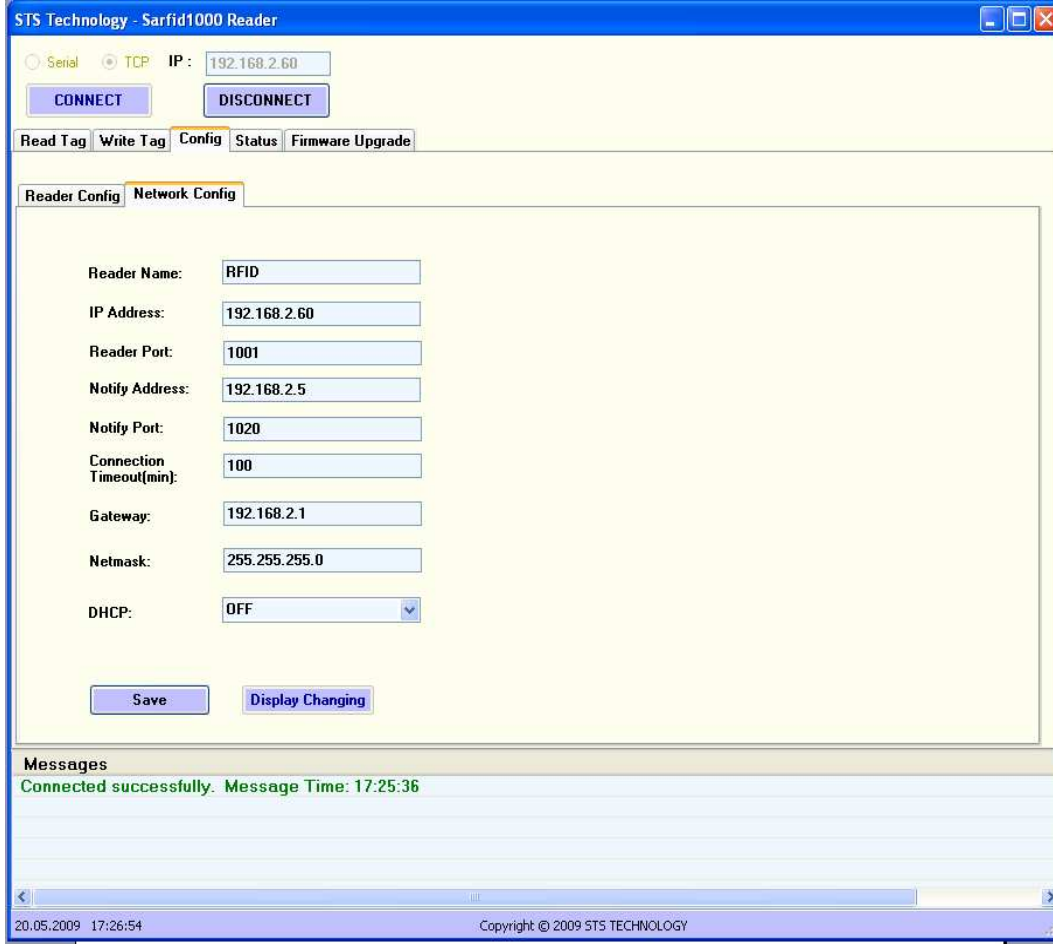 STS Technology - Sarfid1000 Reader
Serial TCP IP : 192.168.2.60
CONNECT DISCONNECT
Read Tag Write Tag Config Status Firmware Upgrade
Reader Config Network Config
Reader Name: RFID
IP Address: 192.168.2.60
Reader Port: 1001
Notify Address: 192.168.2.5
Notify Port: 1020
Connection
Timeout(min): 100
Gateway: 192.168.2.1
Netmask: 255.255.255.0
DHCP: OFF
Save Display Changing
Messages
Connected successfully. Message Time: 17:25:36
20.05.2009 17:26:54 Copyright © 2009 STS TECHNOLOGY